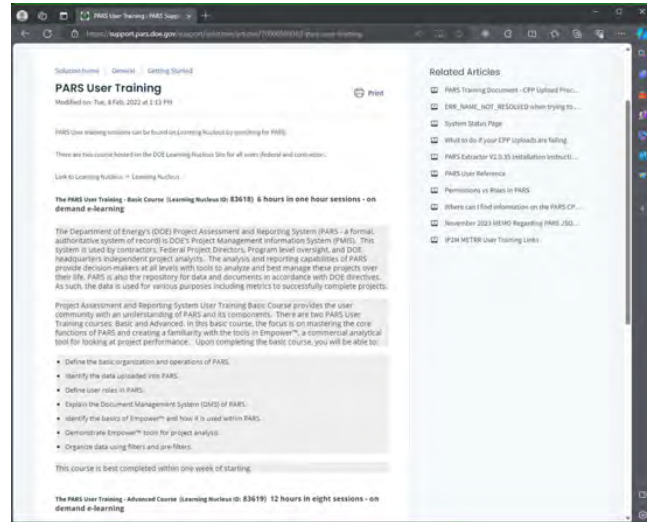 PARS User Training - PARS Supp
https://support.pars.doe.gov/support/solutions/articles/
Solution home General Getting Started
PARS User Training
Modified on: Tue, 8 Feb, 2022 at 1:13 PM
Print
PARS User training sessions can be found on Learning Nucleus by searching for PARS.
There are two course hosted on the DOE Learning Nucleus Site for all users (federal and contractor).
Link to Learning Nucleus Learning Nucleus
The PARS User Training - Basic Course (Learning Nucleus ID: 83618) 6 hours in one hour sessions - on
demand e-learning
The Department of Energy's (DOE) Project Assessment and Reporting System (PARS - a formal,
authoritative system of record) is DOE's Project Management Information System (PMIS). This
system is used by contractors, Federal Project Directors, Program level oversight, and DOE
headquarters independent project analysts. The analysis and reporting capabilities of PARS
provide decision-makers at all levels with tools to analyze and best manage these projects over
their life. PARS is also the repository for data and documents in accordance with DOE directives.
As such, the data is used for various purposes including metrics to successfully complete projects.
Project Assessment and Reporting System User Training Basic Course provides the user
community with an understanding of PARS and its components. There are two PARS User
Training courses: Basic and Advanced. In this basic course, the focus is on mastering the core
functions of PARS and creating a familiarity with the tools in Empower™, a commercial analytical
tool for looking at project performance. Upon completing the basic course, you will be able to:
• Define the basic organization and operations of PARS.
• Identify the data uploaded into PARS.
• Define user roles in PARS.
• Explain the Document Management System (DMS) of PARS.
• Identify the basics of Empower™ and how it is used within PARS.
• Demonstrate Empower™ tools for project analysis.
• Organize data using filters and pre-filters.
This course is best completed within one week of starting.
The PARS User Training - Advanced Course (Learning Nucleus ID: 83619) 12 hours in eight sessions - on
demand e-learning
Related Articles
PARS Training Document - CPP Upload Proc...
ERR_NAME_NOT_RESOLVED when trying to ...
System Status Page
What to do if your CPP Uploads are failing
PARS Extractor V2.0.35 Installation Instructi...
PARS User Reference
Permissions vs Roles in PARS
Where can I find information on the PARS CP...
November 2023 MEMO Regarding PARS JSO...
IP2M METRR User Training Links